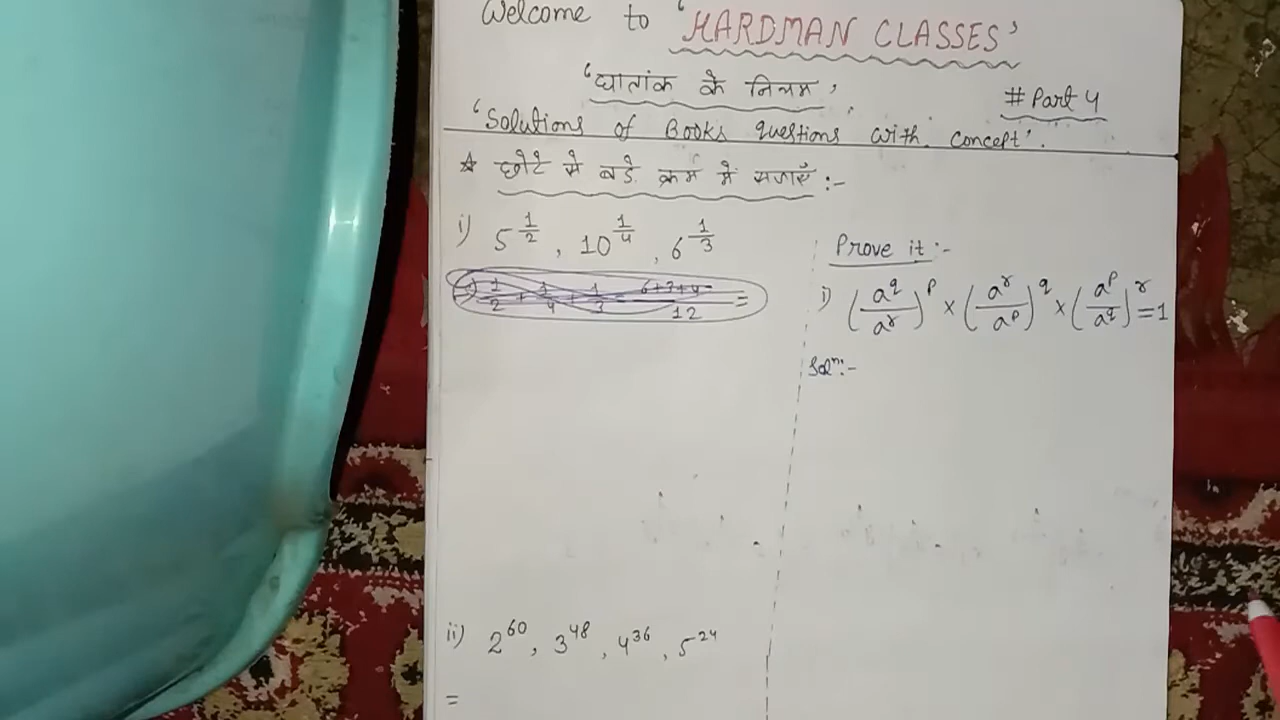 Welcome to 'HARDMAN CLASSES'
'घातांक के नियम'
# Part 4
'Solutions of Books questions with concept'.
☆ छोटे से बडे क्रम में सजाएँ :-
i) 5^{1/2}, 10^{1/4}, 6^{1/3}
Prove it :-
i) (a^q/a^r)^p × (a^r/a^p)^q × (a^p/a^q)^r = 1
Solⁿ:-
ii) 2^60, 3^48, 4^36, 5^24
=